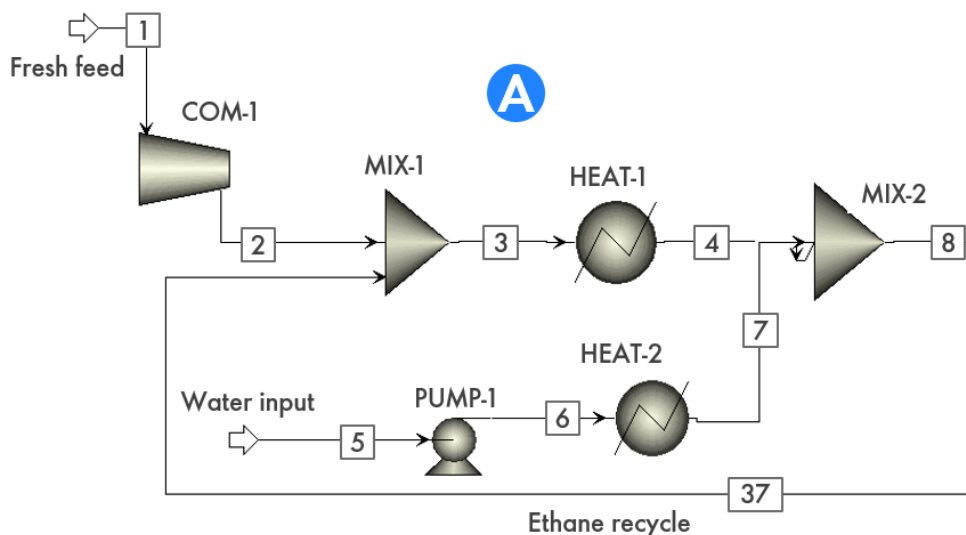 1
Fresh feed
A
COM-1
MIX-1
HEAT-1
MIX-2
2
3
4
8
7
HEAT-2
Water input
PUMP-1
5
6
37
Ethane recycle